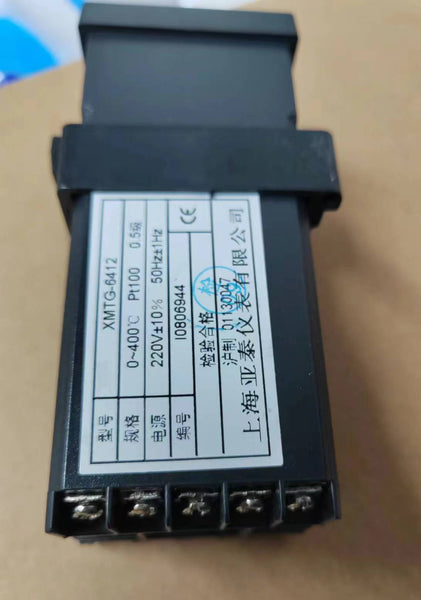 型号 XMTG-6412
规格 0~400℃ Pt100 0.5级
电源 220V±10% 50Hz±1Hz
编号 I0806944 CE
检验合格
沪制 01130047
上海亚泰仪表有限公司